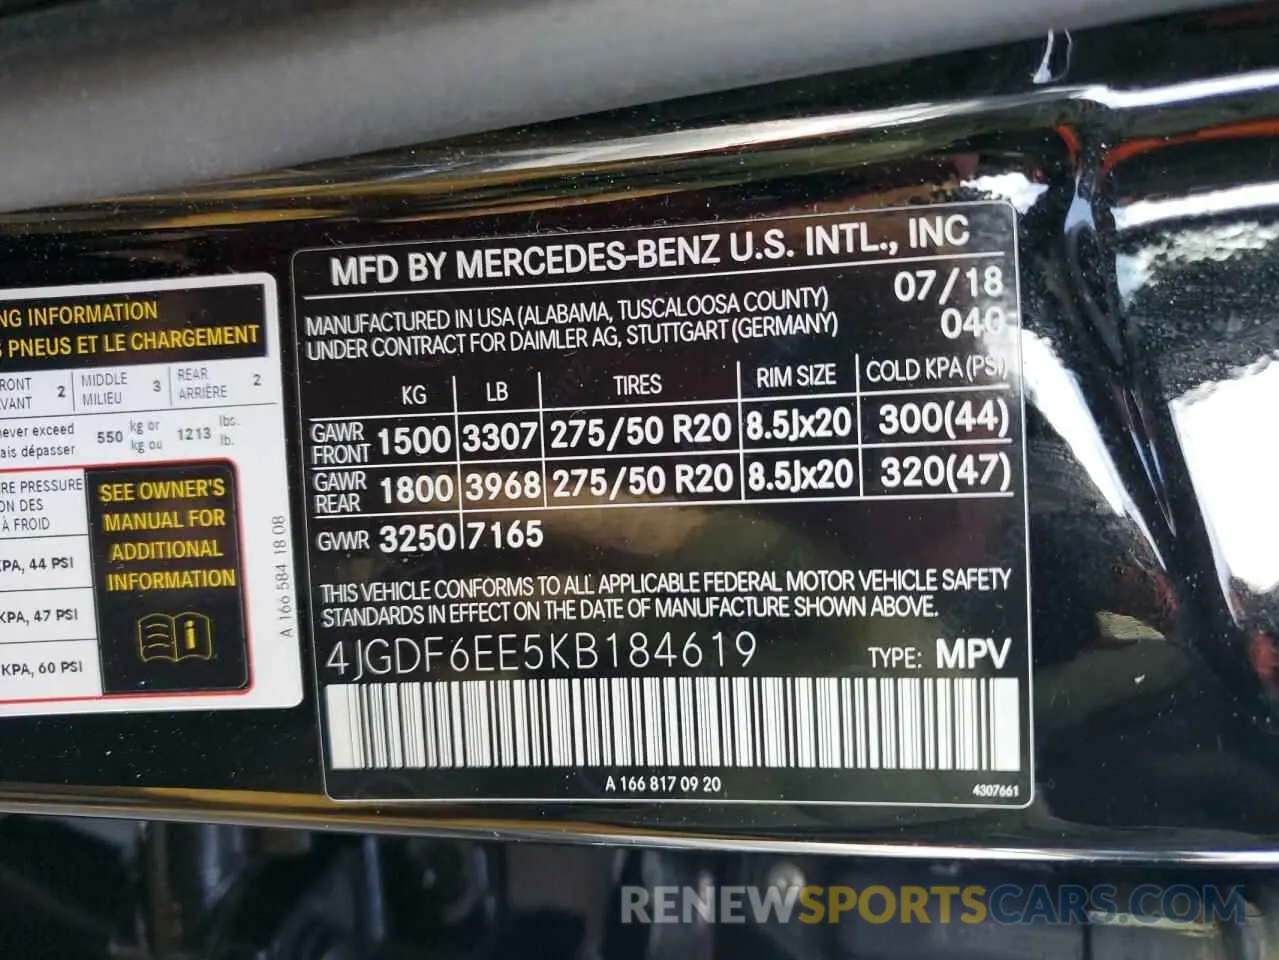 NG INFORMATION
S PNEUS ET LE CHARGEMENT
RONT
VANT
2
MIDDLE
MILIEU
3
REAR
ARRIÈRE
2
never exceed
ais dépasser
550 kg or
kg ou
1213 lbs.
lb.
RE PRESSURE
ON DES
À FROID
KPA, 44 PSI
KPA, 47 PSI
KPA, 60 PSI
SEE OWNER'S
MANUAL FOR
ADDITIONAL
INFORMATION
i
A 166 584 18 08
MFD BY MERCEDES-BENZ U.S. INTL., INC
MANUFACTURED IN USA (ALABAMA, TUSCALOOSA COUNTY) 07/18
UNDER CONTRACT FOR DAIMLER AG, STUTTGART (GERMANY) 040
KG LB TIRES RIM SIZE COLD KPA (PSI)
GAWR
FRONT 1500 3307 275/50 R20 8.5Jx20 300(44)
GAWR
REAR 1800 3968 275/50 R20 8.5Jx20 320(47)
GVWR 3250 7165
THIS VEHICLE CONFORMS TO ALL APPLICABLE FEDERAL MOTOR VEHICLE SAFETY
STANDARDS IN EFFECT ON THE DATE OF MANUFACTURE SHOWN ABOVE.
4JGDF6EE5KB184619 TYPE: MPV
A 166 817 09 20
4307661
RENEWSPORTSCARS.COM